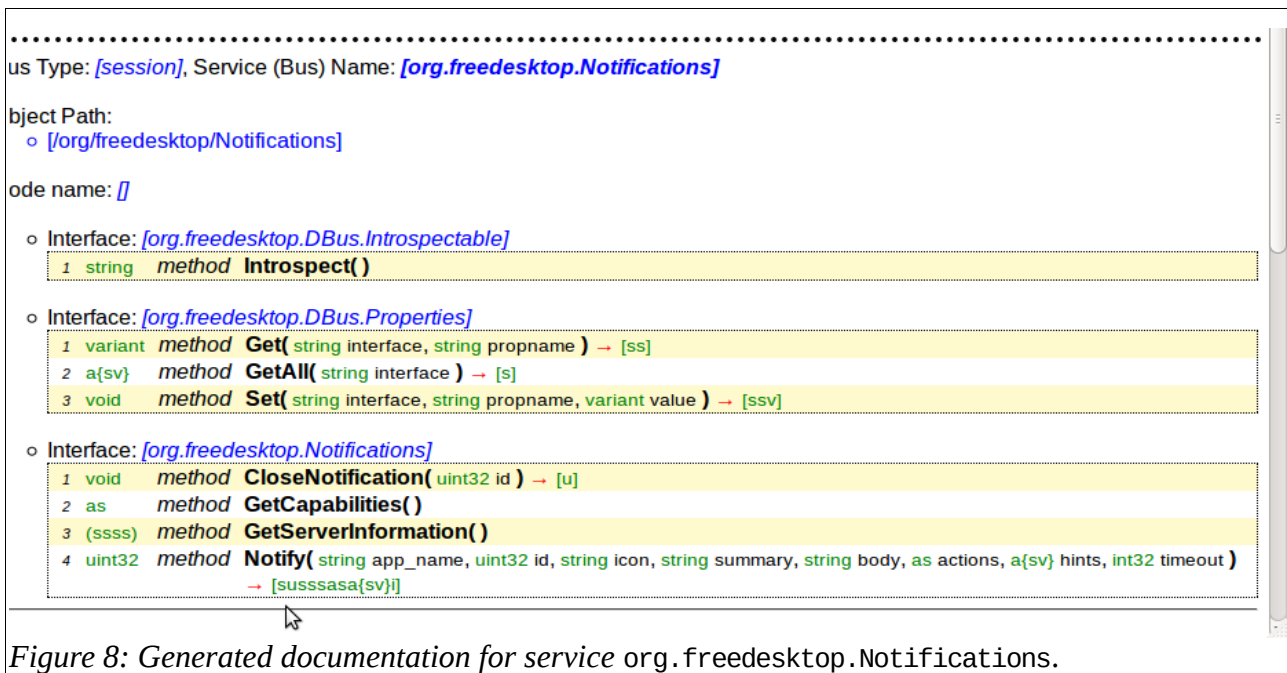 us Type: [session], Service (Bus) Name: [org.freedesktop.Notifications]
bject Path:
[/org/freedesktop/Notifications]
ode name: []
Interface: [org.freedesktop.DBus.Introspectable]
1 string method Introspect( )
Interface: [org.freedesktop.DBus.Properties]
1 variant method Get( string interface, string propname ) → [ss]
2 a{sv} method GetAll( string interface ) → [s]
3 void method Set( string interface, string propname, variant value ) → [ssv]
Interface: [org.freedesktop.Notifications]
1 void method CloseNotification( uint32 id ) → [u]
2 as method GetCapabilities( )
3 (ssss) method GetServerInformation( )
4 uint32 method Notify( string app_name, uint32 id, string icon, string summary, string body, as actions, a{sv} hints, int32 timeout )
→ [susssasa{sv}i]
Figure 8: Generated documentation for service org.freedesktop.Notifications.